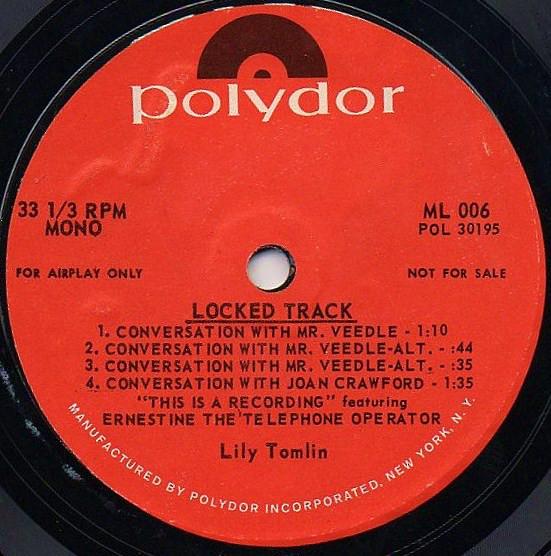 polydor
33 1/3 RPM
MONO
ML 006
POL 30195
FOR AIRPLAY ONLY
NOT FOR SALE
LOCKED TRACK
1. CONVERSATION WITH MR. VEEDLE - 1:10
2. CONVERSATION WITH MR. VEEDLE-ALT. - :44
3. CONVERSATION WITH MR. VEEDLE-ALT. - :35
4. CONVERSATION WITH JOAN CRAWFORD - 1:35
"THIS IS A RECORDING" featuring
ERNESTINE THE'TELEPHONE OPERATOR
Lily Tomlin
MANUFACTURED BY POLYDOR INCORPORATED, NEW YORK, N. Y.